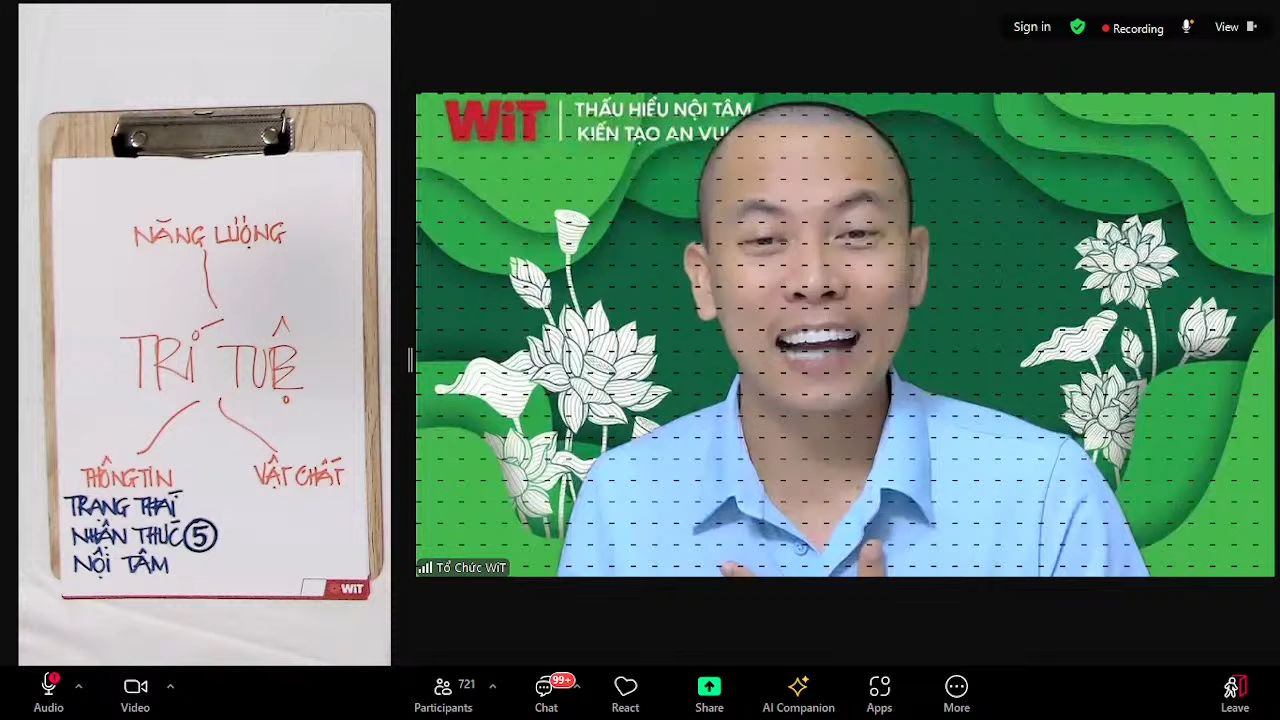 Sign in
Recording
View
WiT
THẤU HIỂU NỘI TÂM
KIẾN TẠO AN VUI
NĂNG LƯỢNG
TRÍ TUỆ
THÔNG TIN
VẬT CHẤT
TRẠNG THÁI
NHẬN THỨC 5
NỘI TÂM
WiT
Tổ Chức WiT
Audio
Video
Participants
721
Chat
99+
React
Share
AI Companion
Apps
More
Leave